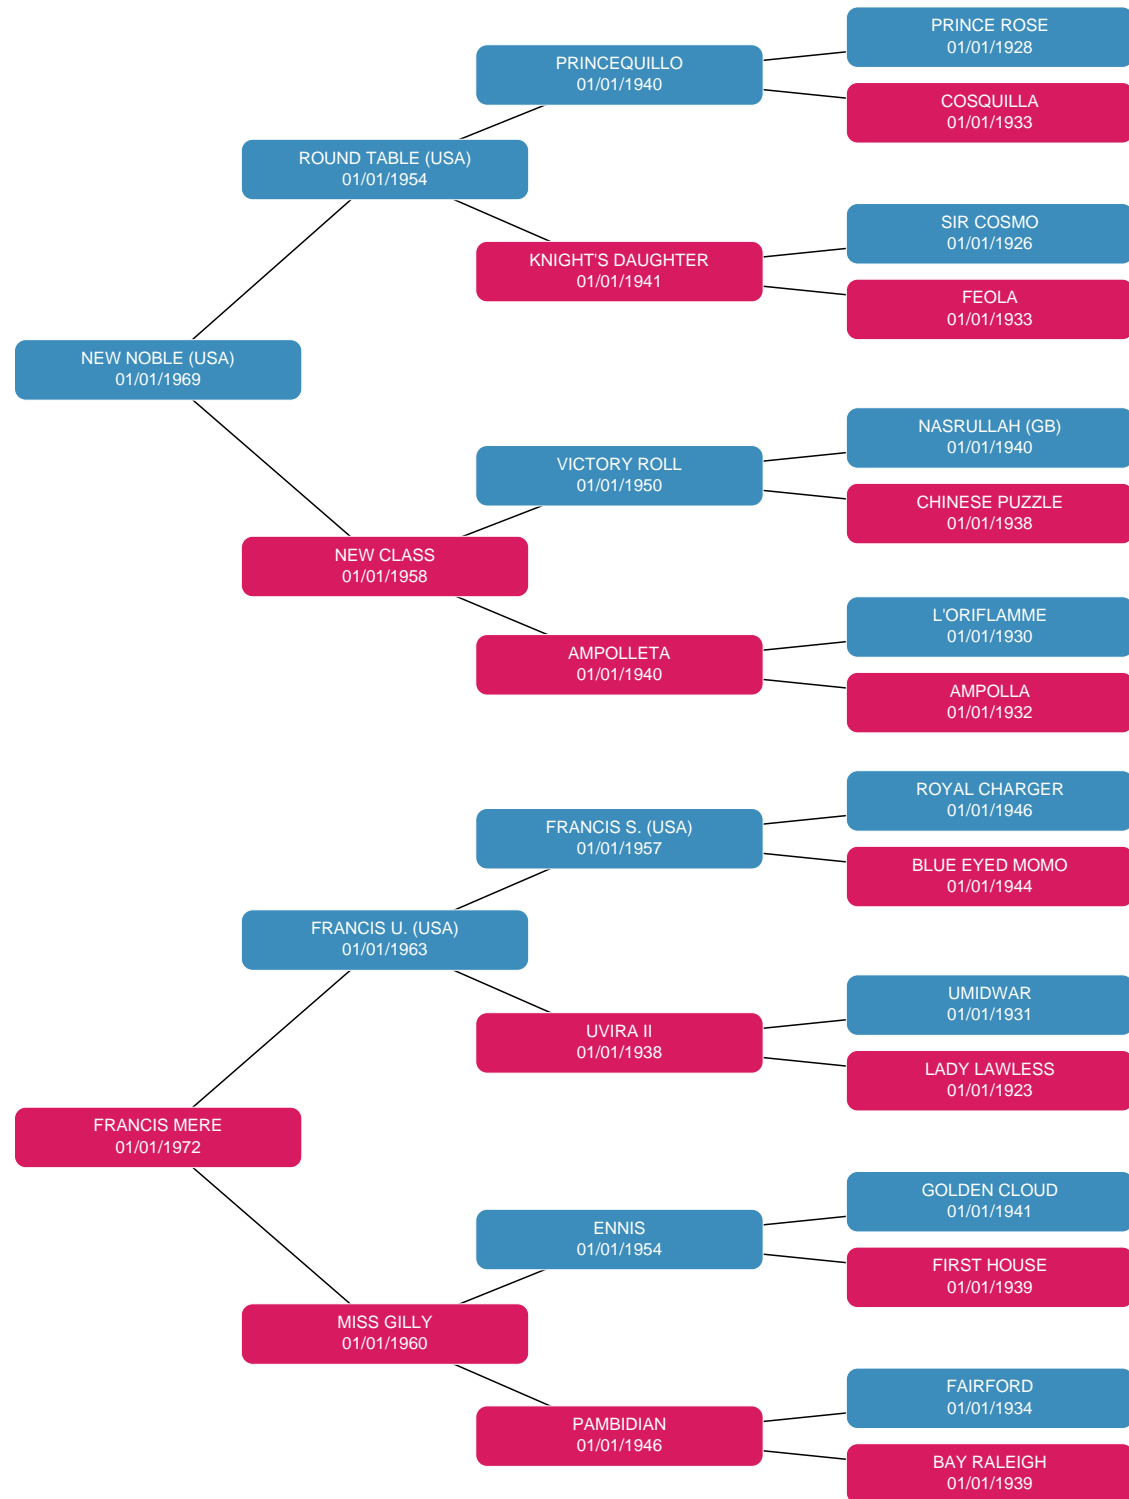 PRINCE ROSE
01/01/1928
PRINCEQUILLO
01/01/1940
COSQUILLA
01/01/1933
ROUND TABLE (USA)
01/01/1954
SIR COSMO
01/01/1926
KNIGHT'S DAUGHTER
01/01/1941
FEOLA
01/01/1933
NEW NOBLE (USA)
01/01/1969
NASRULLAH (GB)
01/01/1940
VICTORY ROLL
01/01/1950
CHINESE PUZZLE
01/01/1938
NEW CLASS
01/01/1958
L'ORIFLAMME
01/01/1930
AMPOLLETA
01/01/1940
AMPOLLA
01/01/1932
ROYAL CHARGER
01/01/1946
FRANCIS S. (USA)
01/01/1957
BLUE EYED MOMO
01/01/1944
FRANCIS U. (USA)
01/01/1963
UMIDWAR
01/01/1931
UVIRA II
01/01/1938
LADY LAWLESS
01/01/1923
FRANCIS MERE
01/01/1972
GOLDEN CLOUD
01/01/1941
ENNIS
01/01/1954
FIRST HOUSE
01/01/1939
MISS GILLY
01/01/1960
FAIRFORD
01/01/1934
PAMBIDIAN
01/01/1946
BAY RALEIGH
01/01/1939